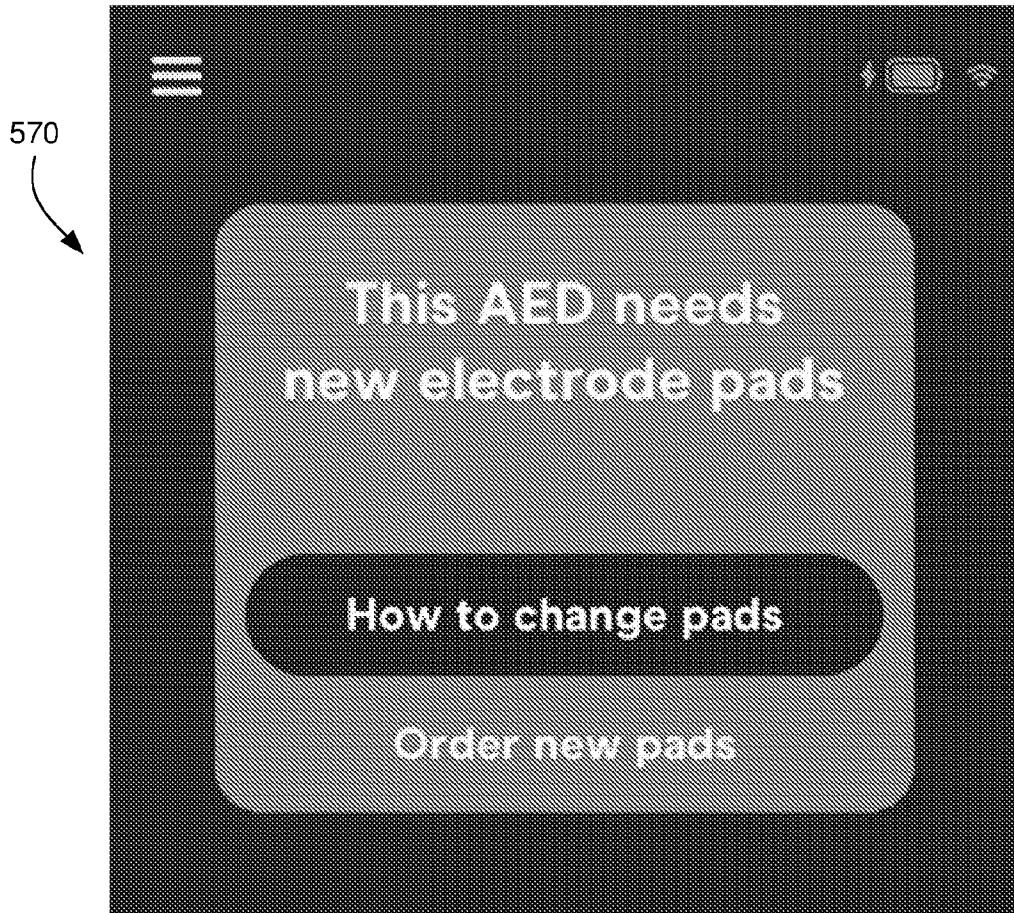 570
This AED needs
new electrode pads
How to change pads
Order new pads